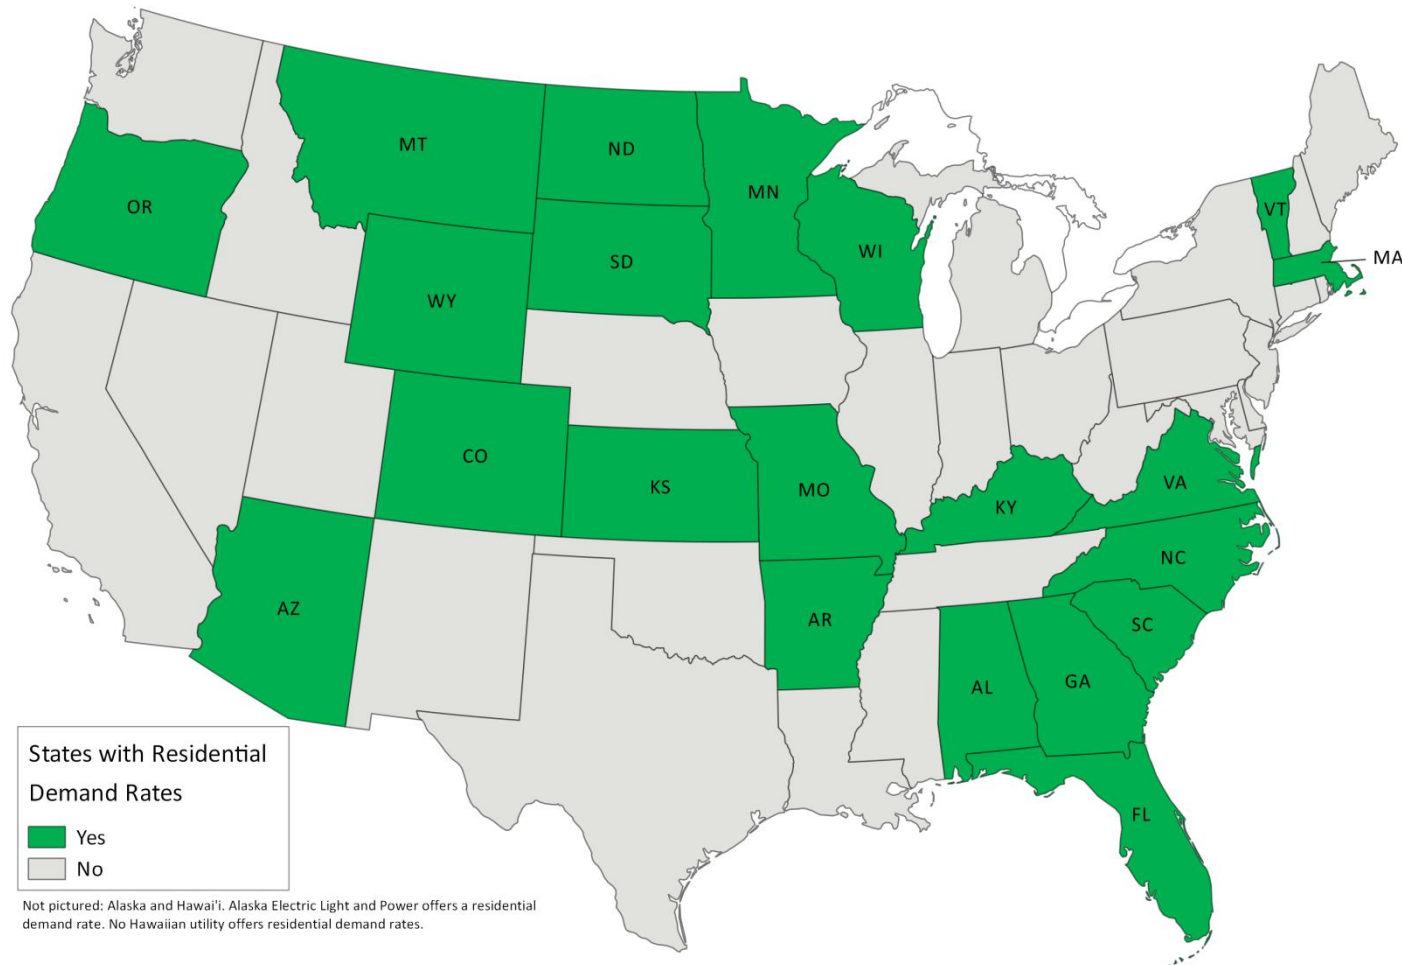 MT
ND
MN
OR
VT
WI
MA
SD
WY
CO
KS
MO
VA
KY
NC
AZ
AR
SC
AL
GA
FL
States with Residential
Demand Rates
Yes
No
Not pictured: Alaska and Hawai'i. Alaska Electric Light and Power offers a residential
demand rate. No Hawaiian utility offers residential demand rates.